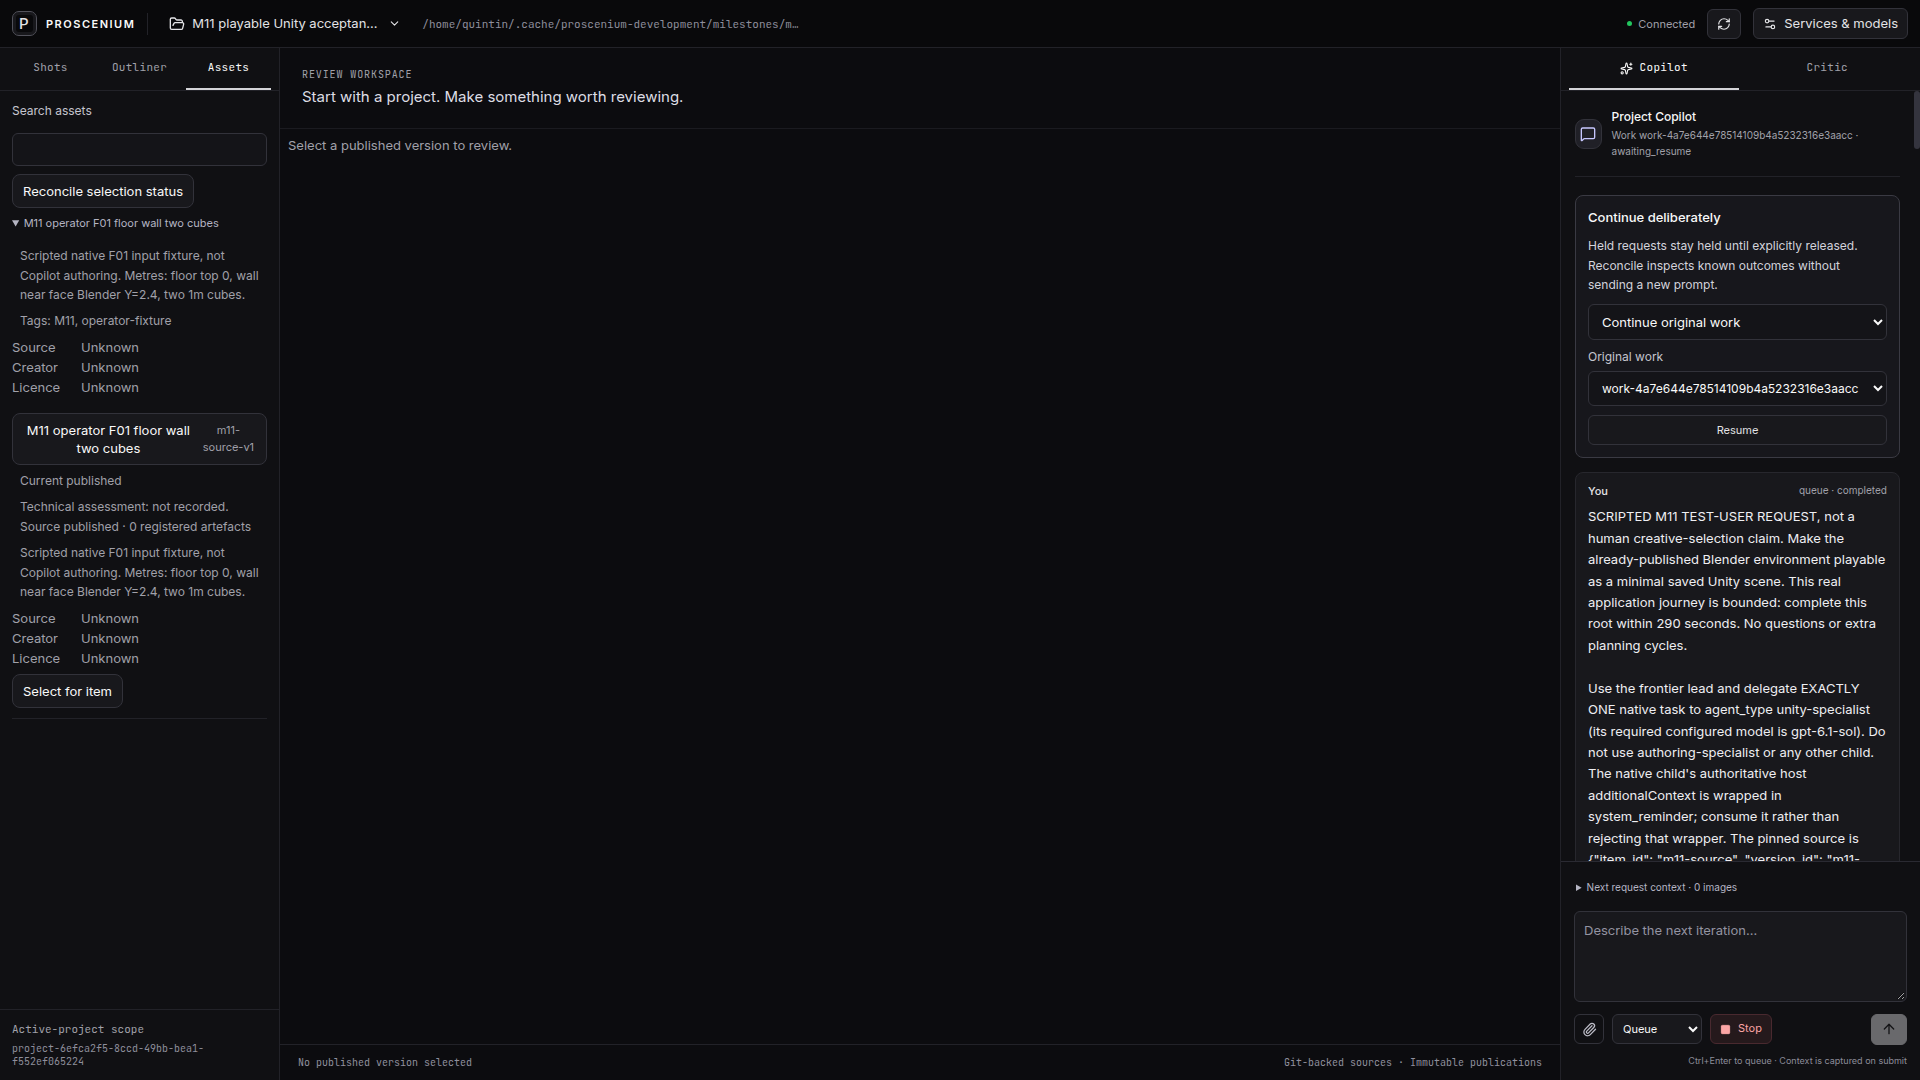 P PROSCENIUM
M11 playable Unity acceptan...
/home/quintin/.cache/proscenium-development/milestones/m…
Connected
Services & models
Shots
Outliner
Assets
Search assets
Reconcile selection status
M11 operator F01 floor wall two cubes
Scripted native F01 input fixture, not
Copilot authoring. Metres: floor top 0, wall
near face Blender Y=2.4, two 1m cubes.
Tags: M11, operator-fixture
Source Unknown
Creator Unknown
Licence Unknown
M11 operator F01 floor wall
two cubes
m11-
source-v1
Current published
Technical assessment: not recorded.
Source published · 0 registered artefacts
Scripted native F01 input fixture, not
Copilot authoring. Metres: floor top 0, wall
near face Blender Y=2.4, two 1m cubes.
Source Unknown
Creator Unknown
Licence Unknown
Select for item
Active-project scope
project-6efca2f5-8ccd-49bb-bea1-
f552ef065224
REVIEW WORKSPACE
Start with a project. Make something worth reviewing.
Select a published version to review.
No published version selected
Git-backed sources · Immutable publications
Copilot
Critic
Project Copilot
Work work-4a7e644e78514109b4a5232316e3aacc ·
awaiting_resume
Continue deliberately
Held requests stay held until explicitly released.
Reconcile inspects known outcomes without
sending a new prompt.
Continue original work
Original work
work-4a7e644e78514109b4a5232316e3aacc
Resume
You
queue · completed
SCRIPTED M11 TEST-USER REQUEST, not a
human creative-selection claim. Make the
already-published Blender environment playable
as a minimal saved Unity scene. This real
application journey is bounded: complete this
root within 290 seconds. No questions or extra
planning cycles.
Use the frontier lead and delegate EXACTLY
ONE native task to agent_type unity-specialist
(its required configured model is gpt-6.1-sol). Do
not use authoring-specialist or any other child.
The native child's authoritative host
additionalContext is wrapped in
system_reminder; consume it rather than
rejecting that wrapper. The pinned source is
{"item_id": "m11-source", "version_id": "m11-
Next request context · 0 images
Describe the next iteration...
Queue
Stop
Ctrl+Enter to queue · Context is captured on submit